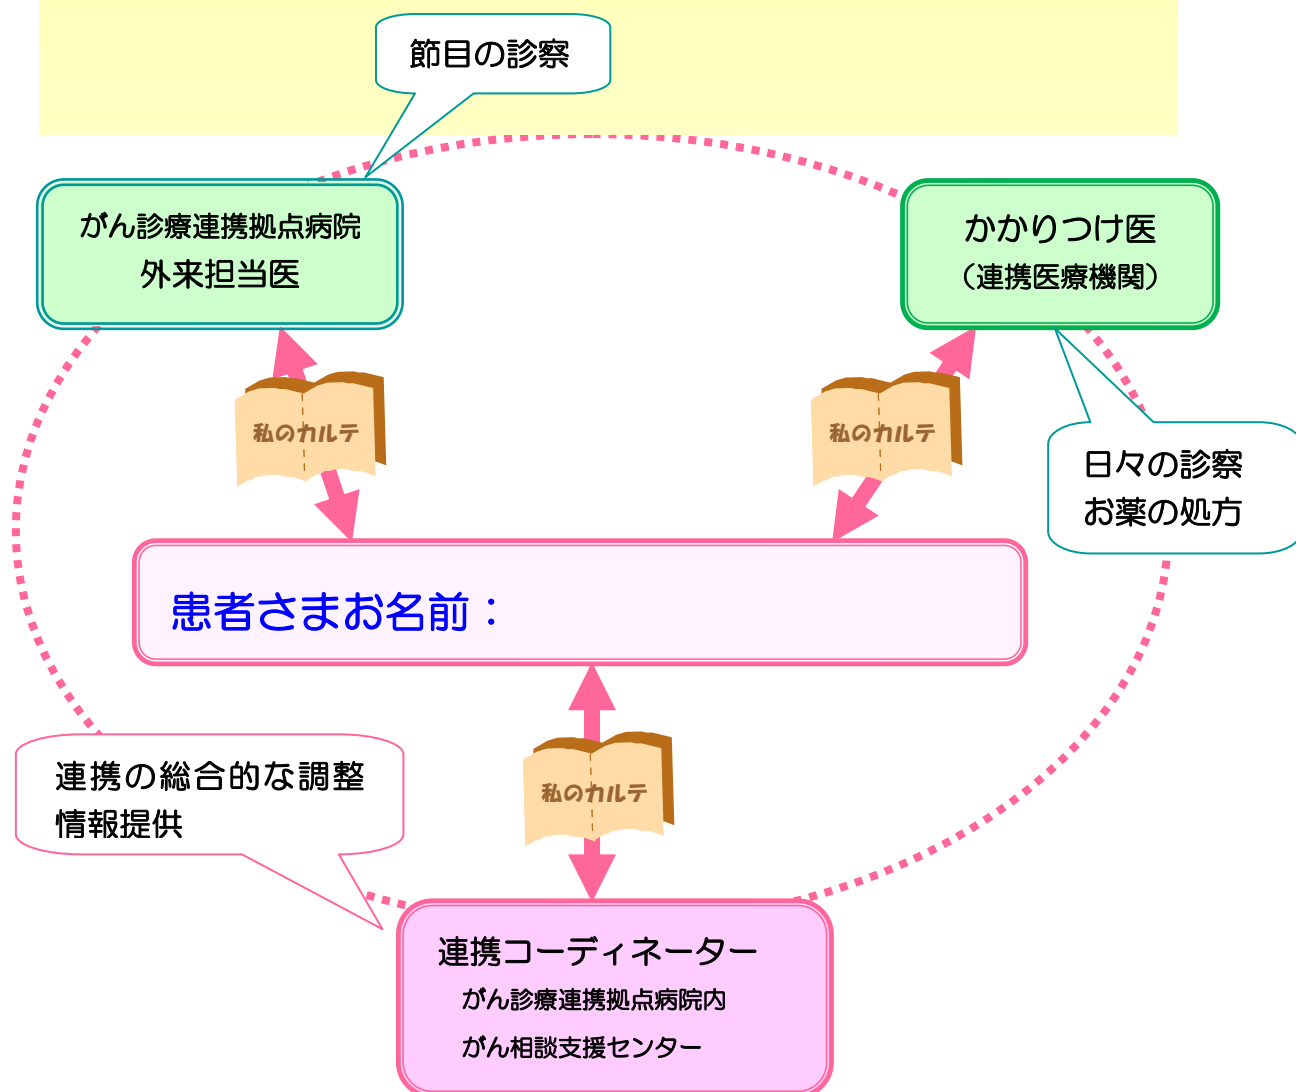 節目の診察
がん診療連携拠点病院
外来担当医
かかりつけ医
（連携医療機関）
私のカルテ
私のカルテ
日々の診察
お薬の処方
患者さまお名前：
連携の総合的な調整
情報提供
私のカルテ
連携コーディネーター
がん診療連携拠点病院内
がん相談支援センター